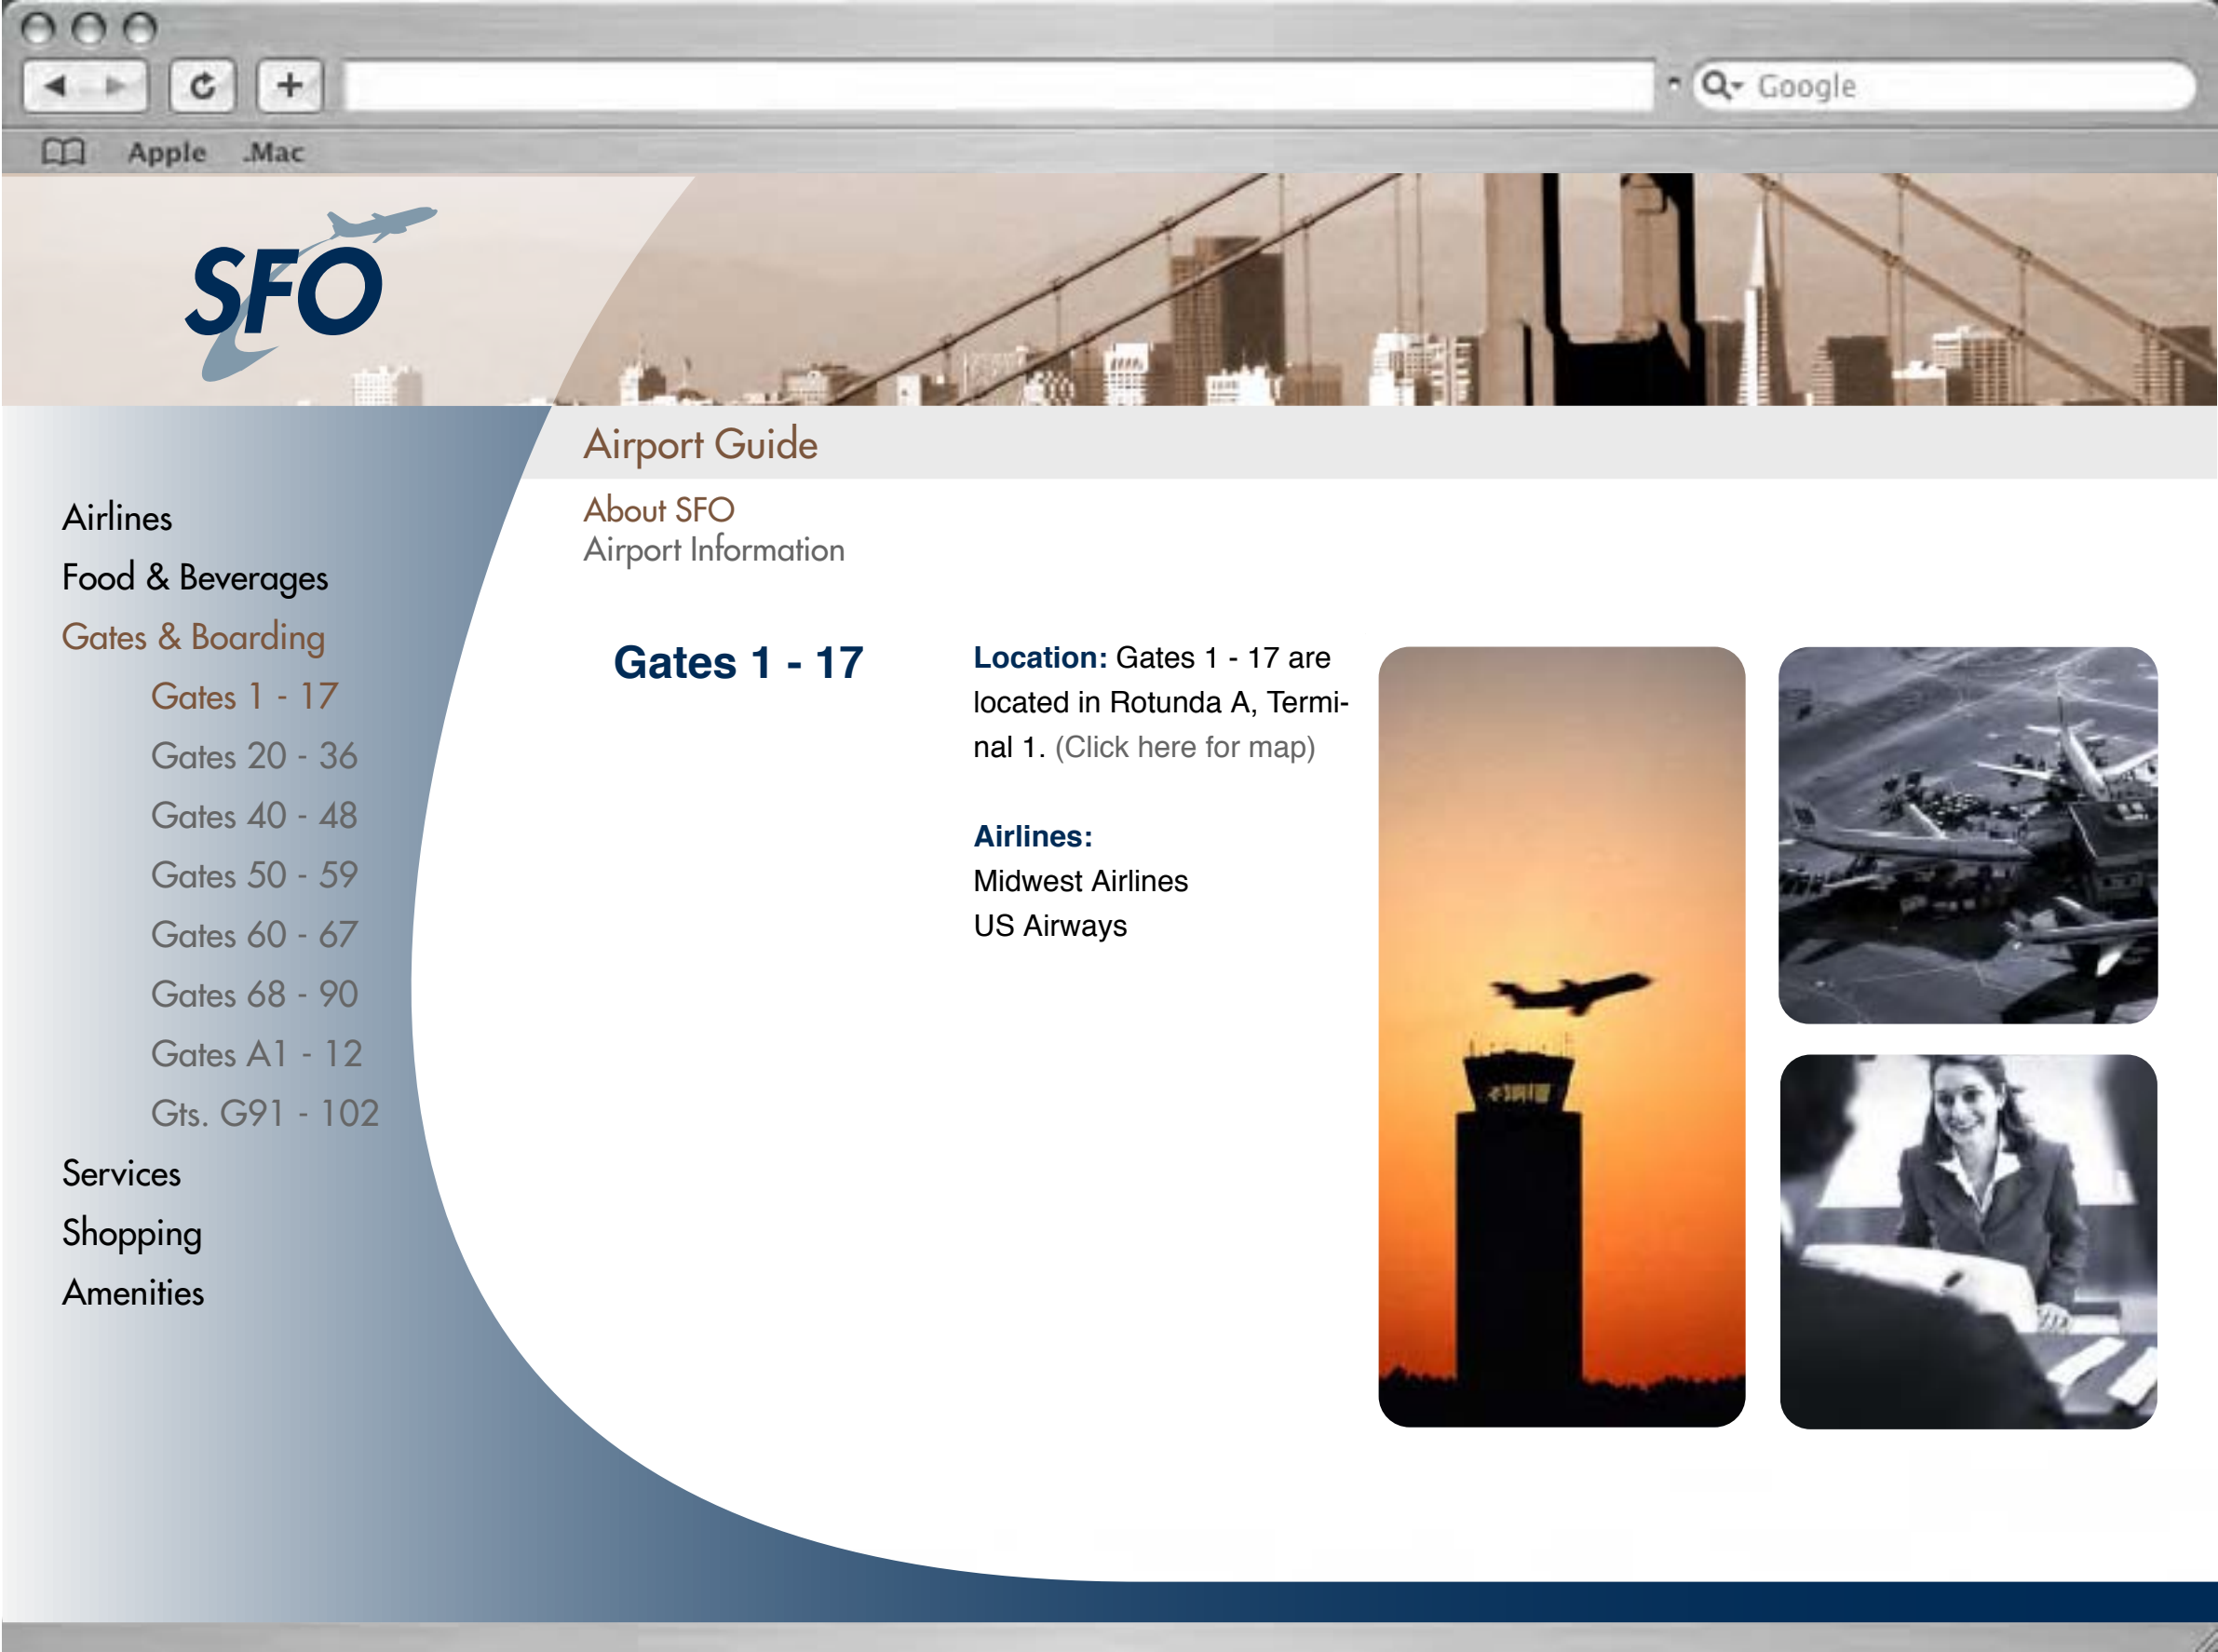 Google
Apple .Mac
SFO
Airport Guide
About SFO
Airport Information
Airlines
Food & Beverages
Gates & Boarding
Gates 1 - 17
Gates 20 - 36
Gates 40 - 48
Gates 50 - 59
Gates 60 - 67
Gates 68 - 90
Gates A1 - 12
Gts. G91 - 102
Services
Shopping
Amenities
Gates 1 - 17
Location: Gates 1 - 17 are
located in Rotunda A, Termi-
nal 1. (Click here for map)
Airlines:
Midwest Airlines
US Airways